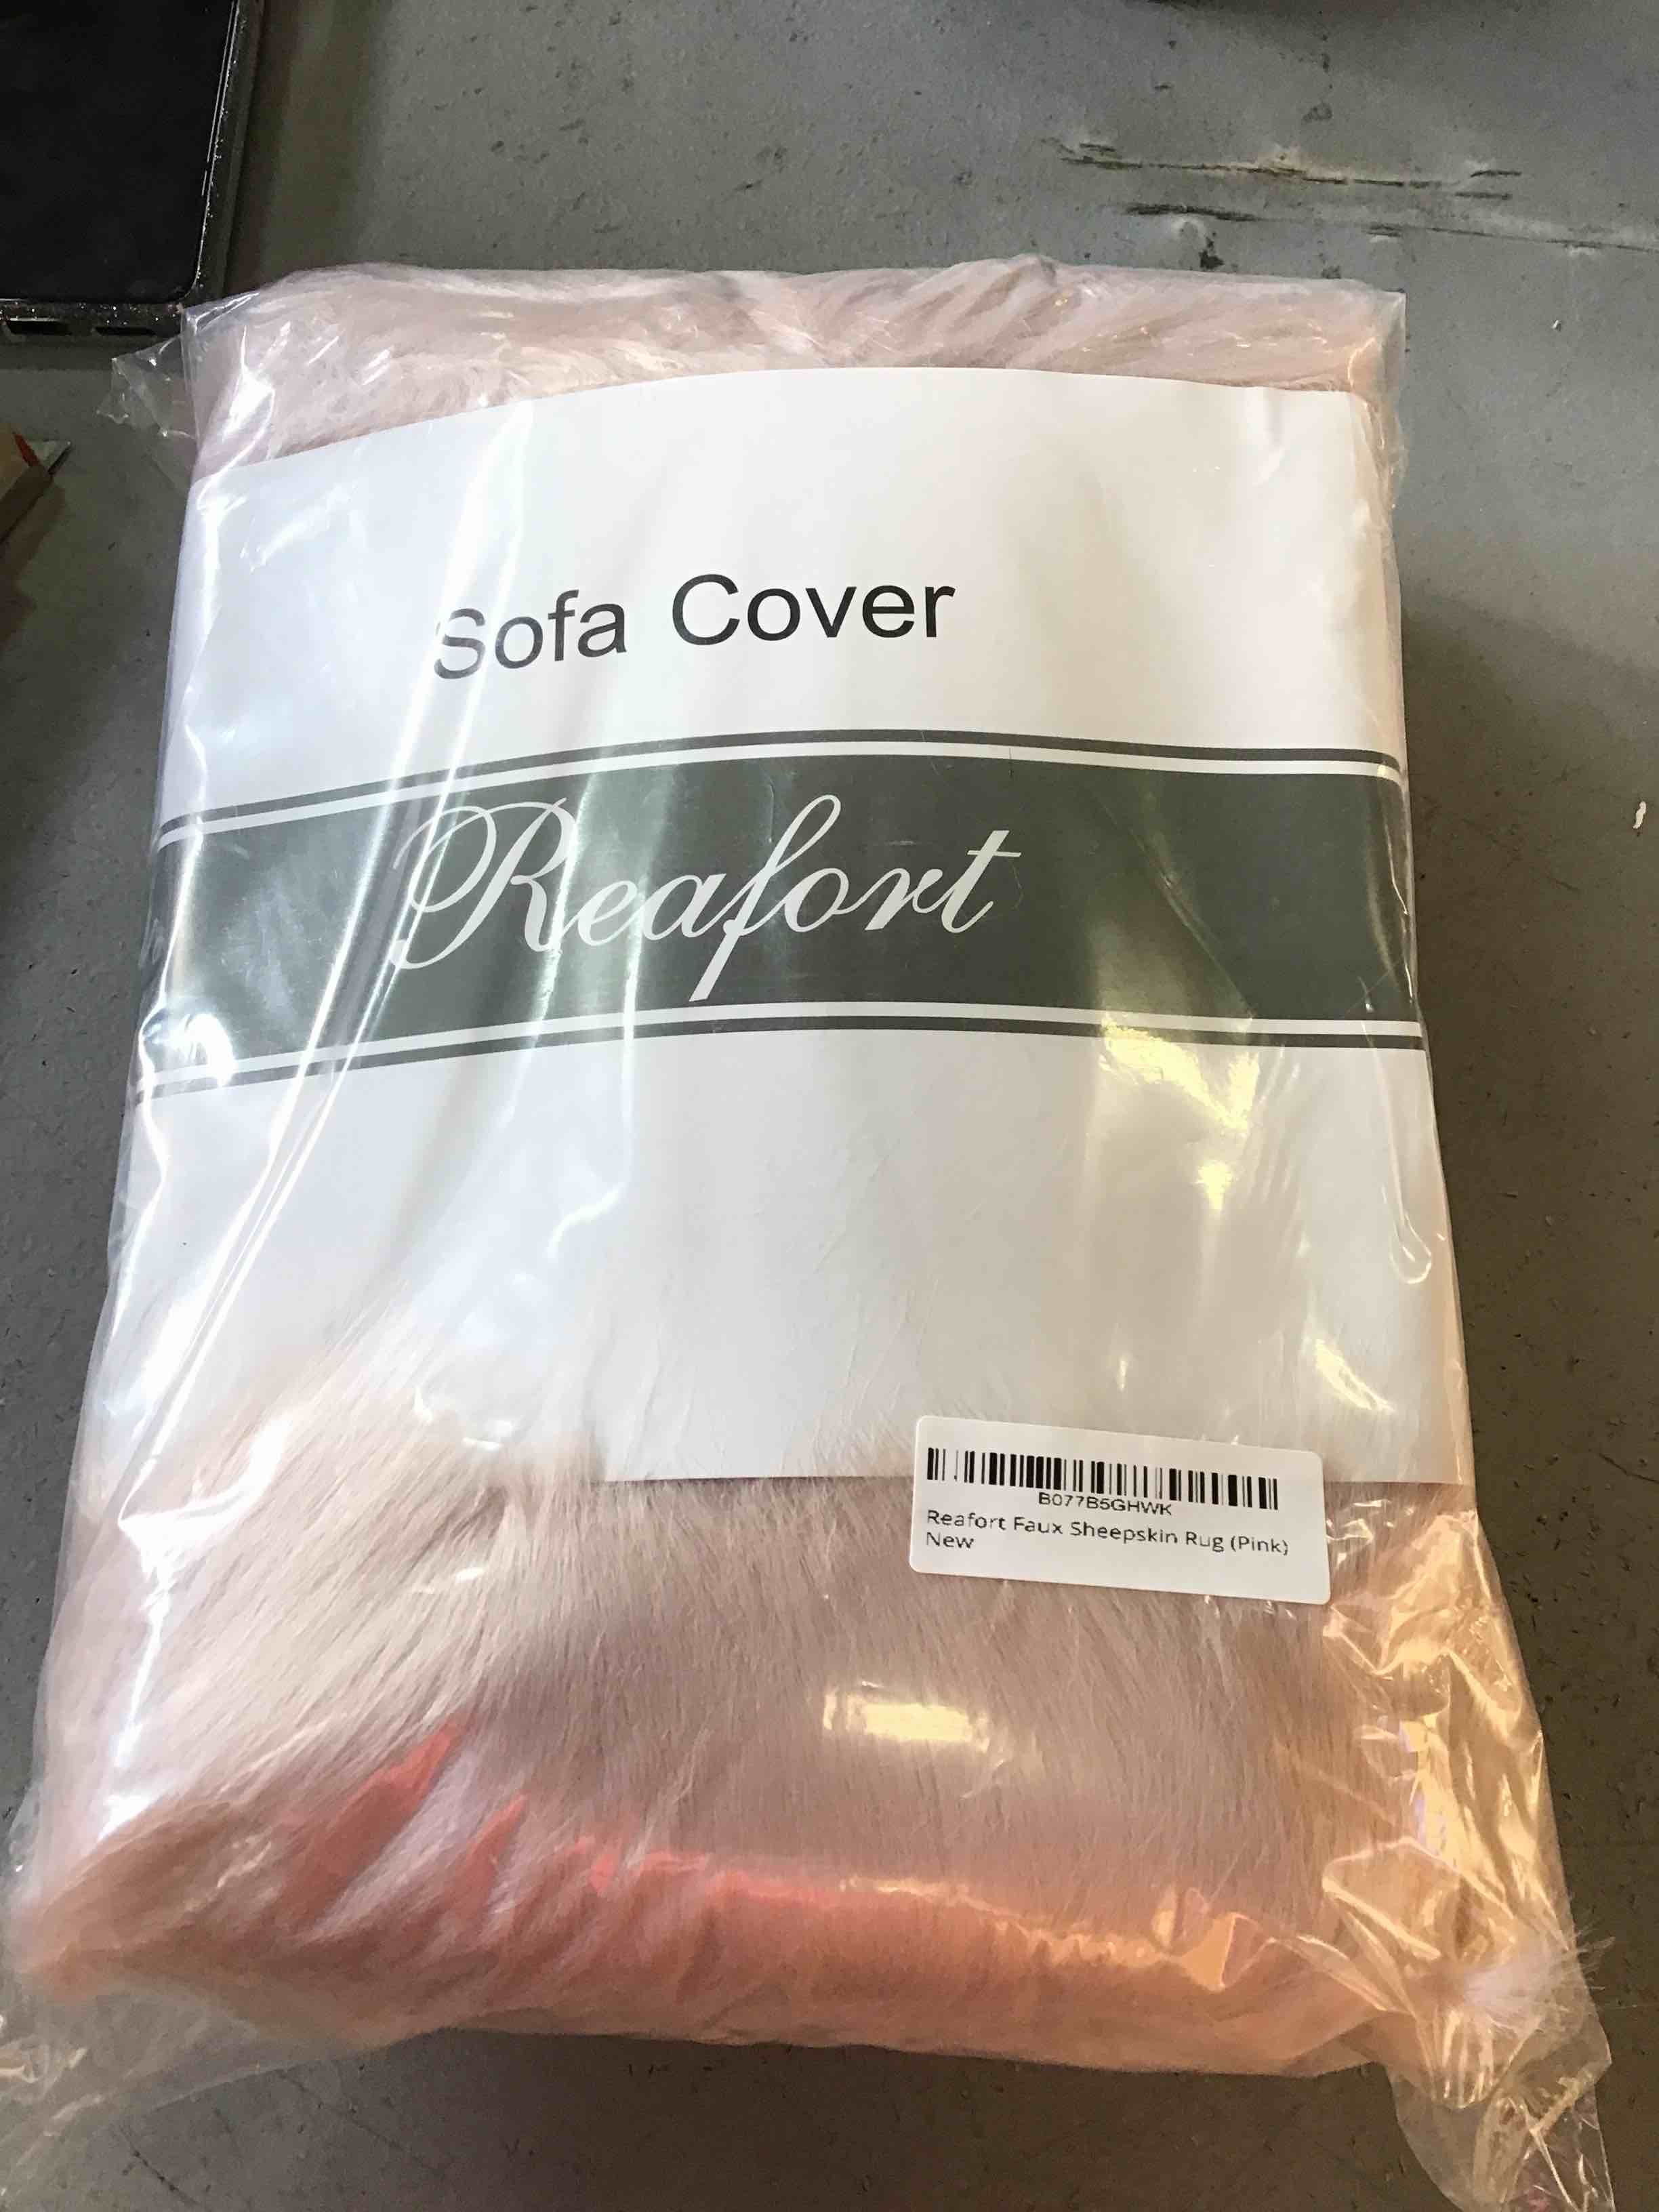 Sofa Cover
Reafort
B077B5GHWK
Reafort Faux Sheepskin Rug (Pink)
New